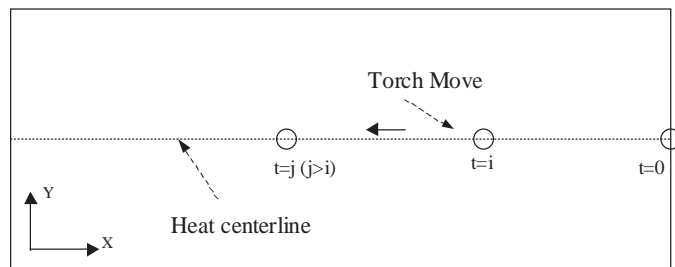 Torch Move
t=j (j>i)
t=i
t=0
Y
Heat centerline
X